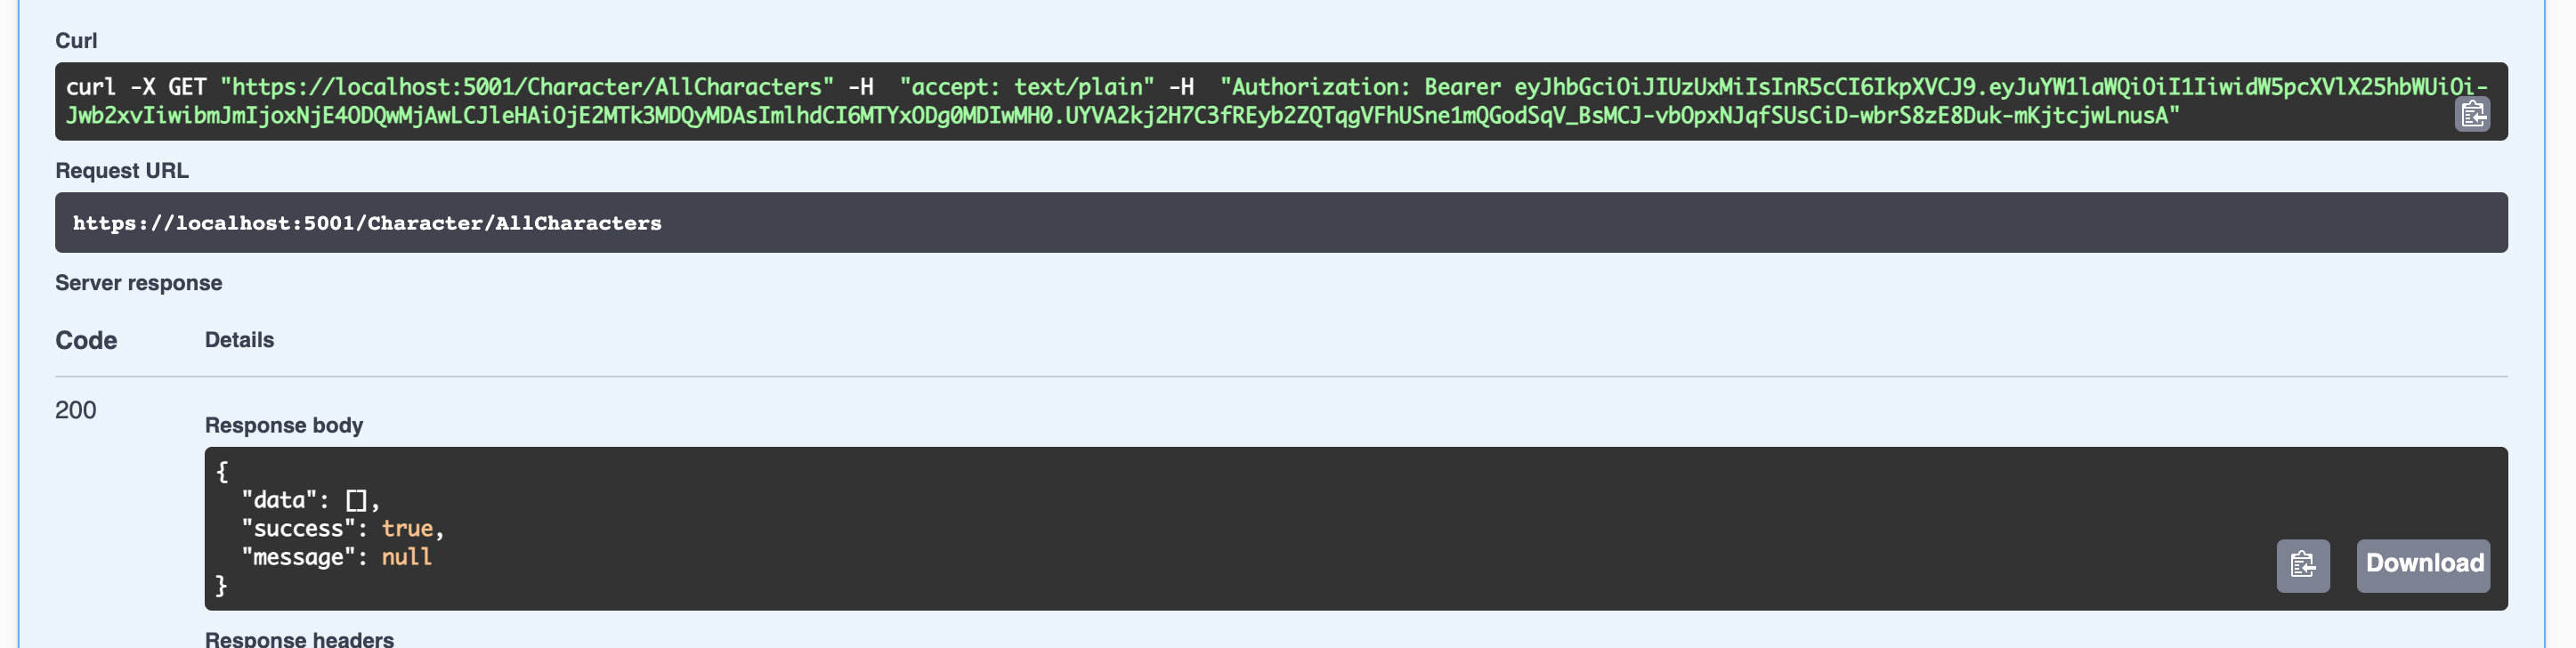 Curl
curl -X GET "https://localhost:5001/Character/AllCharacters" -H  "accept: text/plain" -H  "Authorization: Bearer eyJhbGciOiJIUzUxMiIsInR5cCI6IkpXVCJ9.eyJuYW1laWQiOiI1IiwidW5pcXVlX25hbWUiOi-
Jwb2xvIiwibmJmIjoxNjE4ODQwMjAwLCJleHAiOjE2MTk3MDQyMDAsImlhdCI6MTYxODg0MDIwMH0.UYVA2kj2H7C3fREyb2ZQTqgVFhUSne1mQGodSqV_BsMCJ-vbOpxNJqfSUsCiD-wbrS8zE8Duk-mKjtcjwLnusA"
Request URL
https://localhost:5001/Character/AllCharacters
Server response
Code Details
200
Response body
{
  "data": [],
  "success": true,
  "message": null
}
Download
Response headers